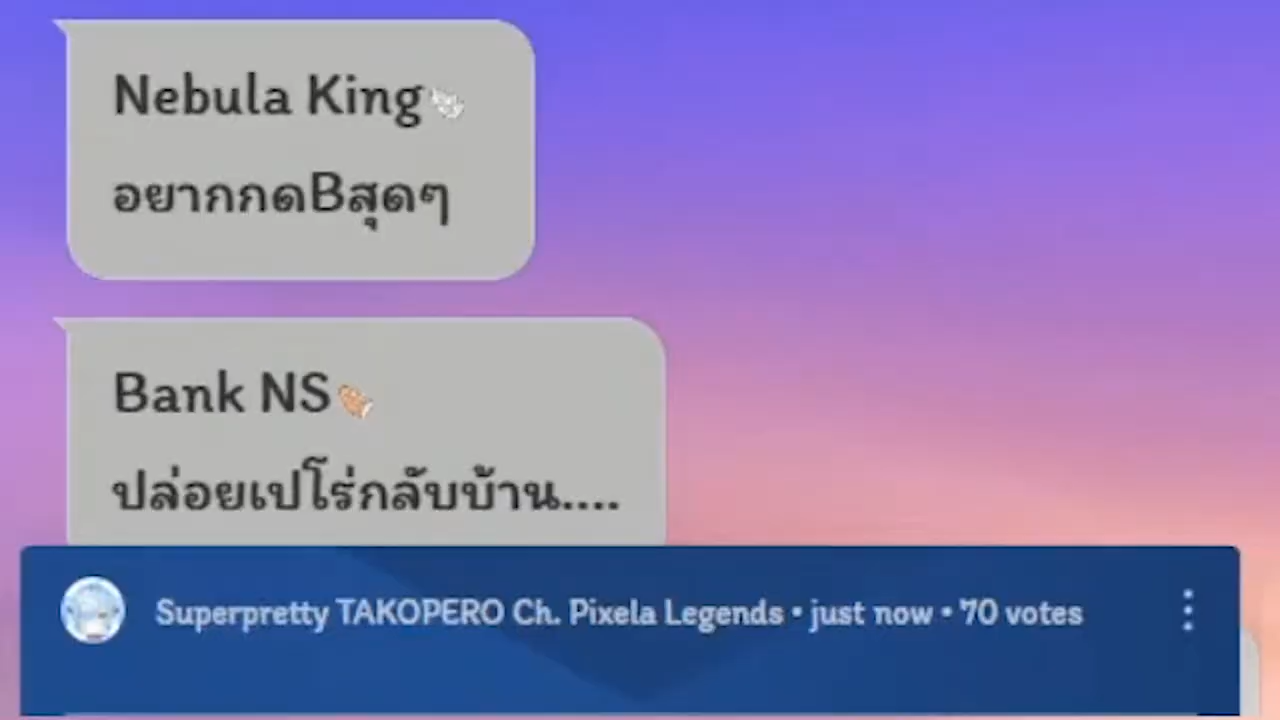 Nebula King
อยากกดBสุดๆ
Bank NS
ปล่อยเปโร่กลับบ้าน....
Superpretty TAKOPERO Ch. Pixela Legends • just now • 70 votes